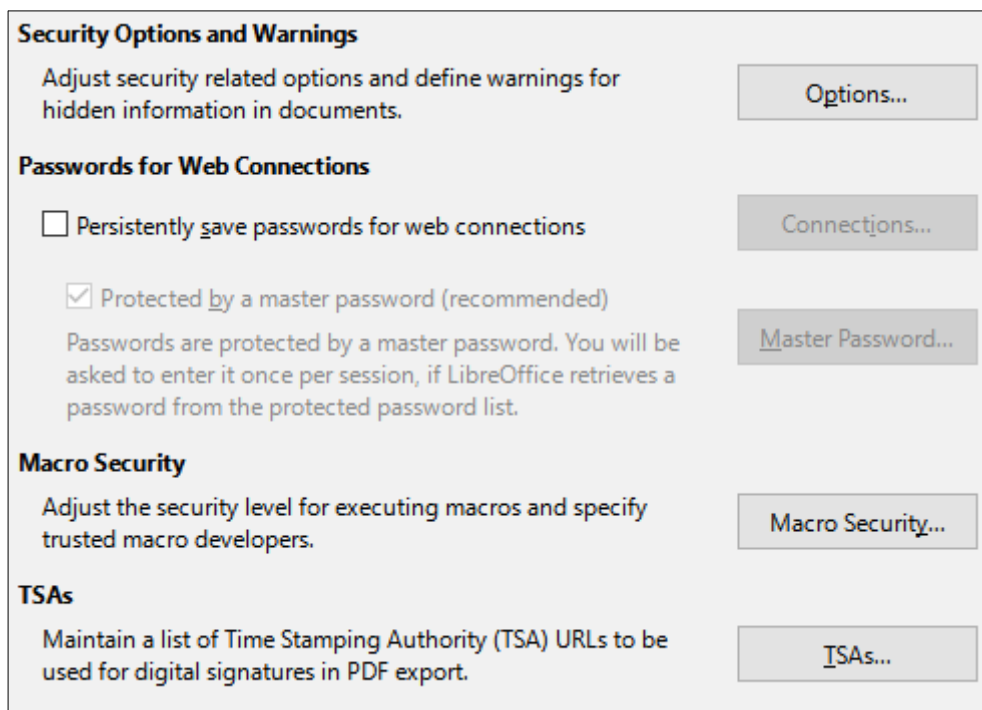 Security Options and Warnings
Adjust security related options and define warnings for
hidden information in documents.
Options...
Passwords for Web Connections
Persistently save passwords for web connections
Connections...
Protected by a master password (recommended)
Passwords are protected by a master password. You will be
asked to enter it once per session, if LibreOffice retrieves a
password from the protected password list.
Master Password...
Macro Security
Adjust the security level for executing macros and specify
trusted macro developers.
Macro Security...
TSAs
Maintain a list of Time Stamping Authority (TSA) URLs to be
used for digital signatures in PDF export.
TSAs...